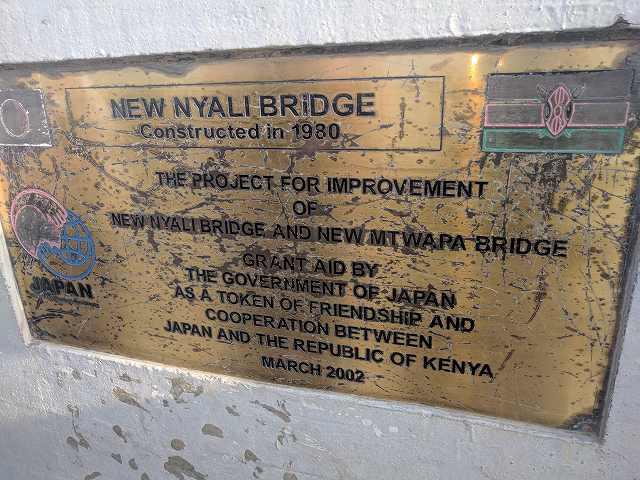 NEW NYALI BRIDGE
Constructed in 1980
THE PROJECT FOR IMPROVEMENT
OF
NEW NYALI BRIDGE AND NEW MTWAPA BRIDGE
GRANT AID BY
THE GOVERNMENT OF JAPAN
AS A TOKEN OF FRIENDSHIP AND
COOPERATION BETWEEN
JAPAN AND THE REPUBLIC OF KENYA
MARCH 2002
JAPAN